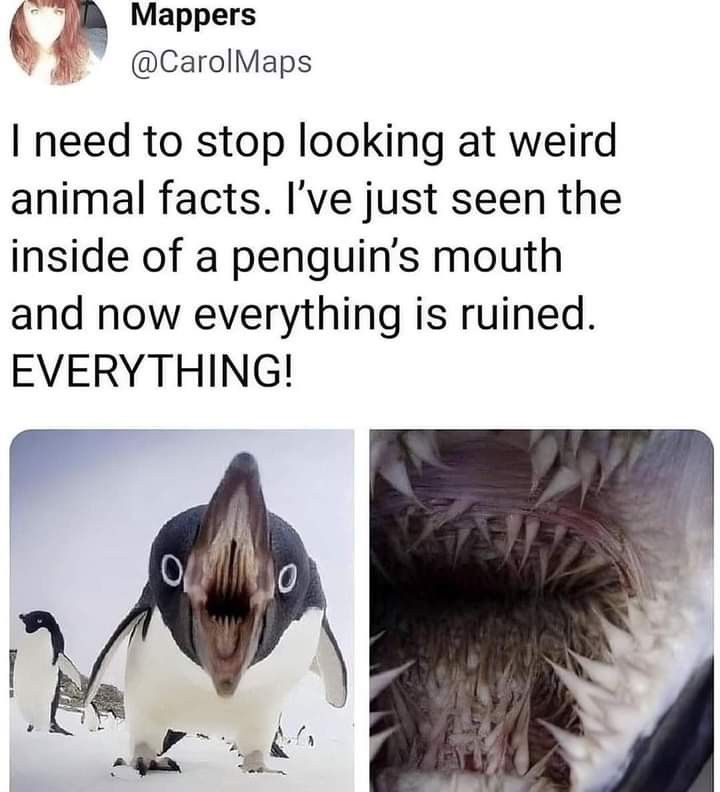 Mappers
@CarolMaps
I need to stop looking at weird
animal facts. I've just seen the
inside of a penguin's mouth
and now everything is ruined.
EVERYTHING!